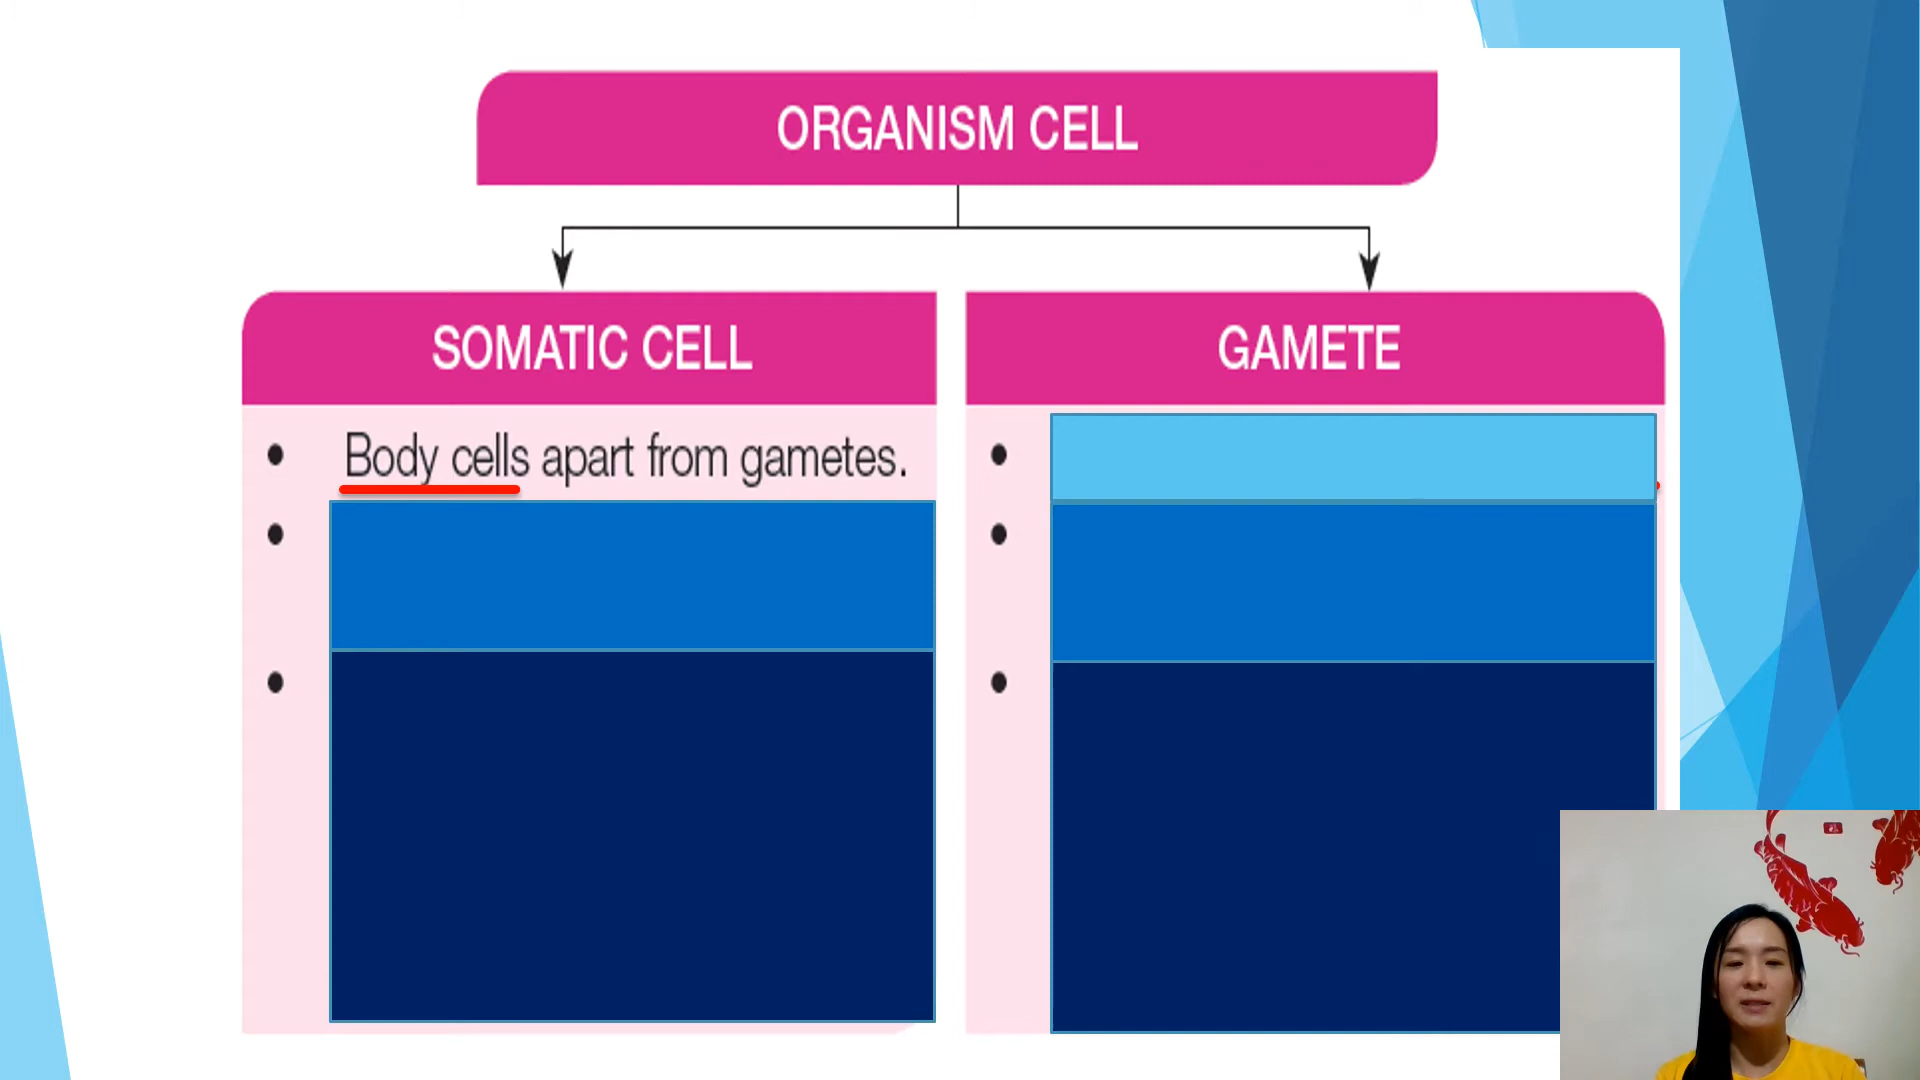 ORGANISM CELL
SOMATIC CELL
GAMETE
• Body cells apart from gametes.
•
•
•
•
•